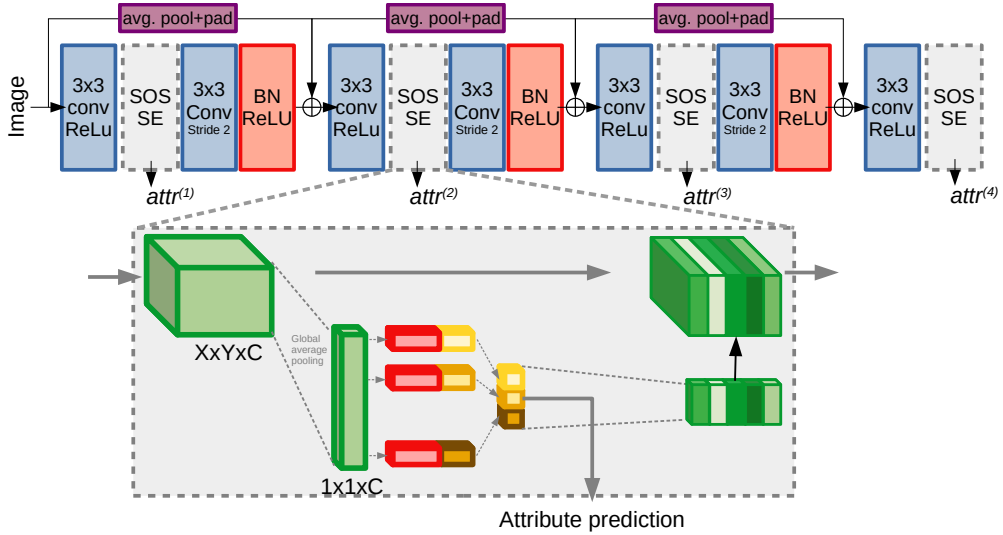 avg. pool+pad
avg. pool+pad
avg. pool+pad
Image
3x3
conv
ReLu
SOS
SE
3x3
Conv
Stride 2
BN
ReLU
3x3
conv
ReLu
SOS
SE
3x3
Conv
Stride 2
BN
ReLU
3x3
conv
ReLu
SOS
SE
3x3
Conv
Stride 2
BN
ReLU
3x3
conv
ReLu
SOS
SE
attr(1)
attr(2)
attr(3)
attr(4)
XxYxC
Global
average
pooling
1x1xC
Attribute prediction